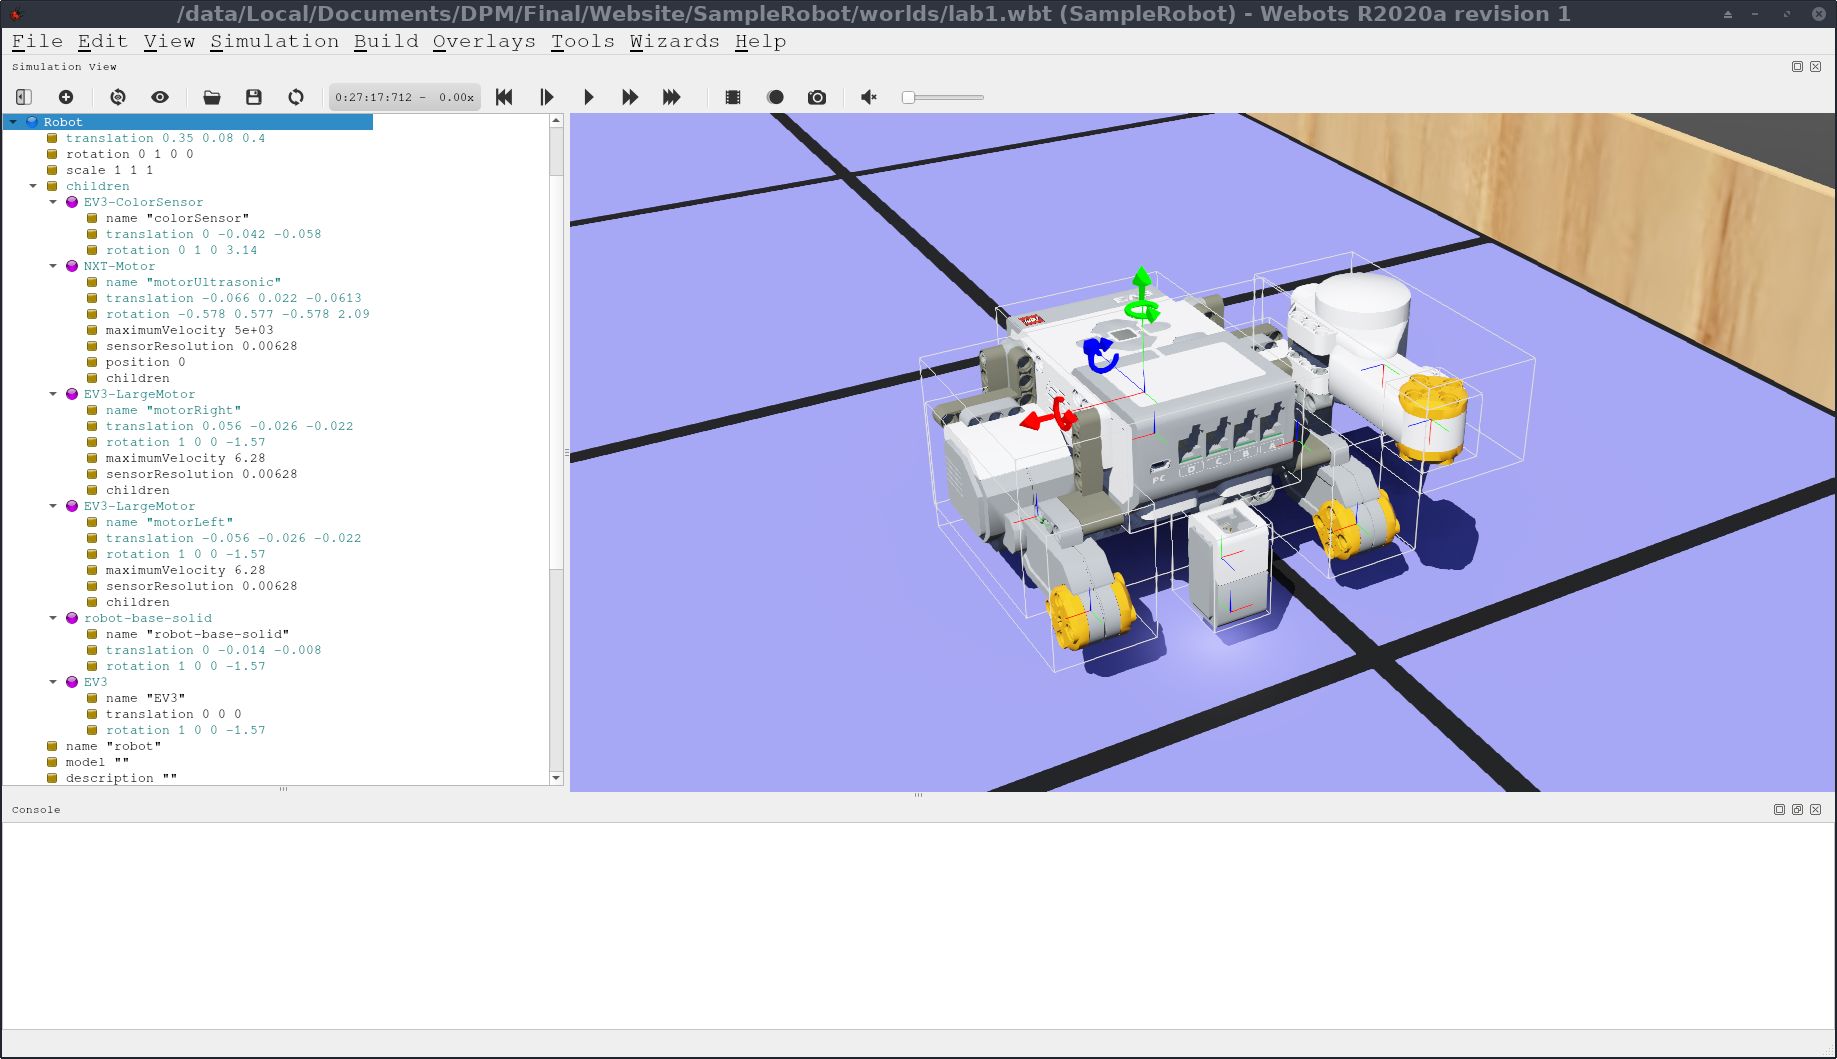 /data/Local/Documents/DPM/Final/Website/SampleRobot/worlds/lab1.wbt (SampleRobot) - Webots R2020a revision 1
File Edit View Simulation Build Overlays Tools Wizards Help
Simulation View
0:27:17:712 - 0.00x
Robot
translation 0.35 0.08 0.4
rotation 0 1 0 0
scale 1 1 1
children
EV3-ColorSensor
name "colorSensor"
translation 0 -0.042 -0.058
rotation 0 1 0 3.14
NXT-Motor
name "motorUltrasonic"
translation -0.066 0.022 -0.0613
rotation -0.578 0.577 -0.578 2.09
maximumVelocity 5e+03
sensorResolution 0.00628
position 0
children
EV3-LargeMotor
name "motorRight"
translation 0.056 -0.026 -0.022
rotation 1 0 0 -1.57
maximumVelocity 6.28
sensorResolution 0.00628
children
EV3-LargeMotor
name "motorLeft"
translation -0.056 -0.026 -0.022
rotation 1 0 0 -1.57
maximumVelocity 6.28
sensorResolution 0.00628
children
robot-base-solid
name "robot-base-solid"
translation 0 -0.014 -0.008
rotation 1 0 0 -1.57
EV3
name "EV3"
translation 0 0 0
rotation 1 0 0 -1.57
name "robot"
model ""
description ""
PC D C B A
Console